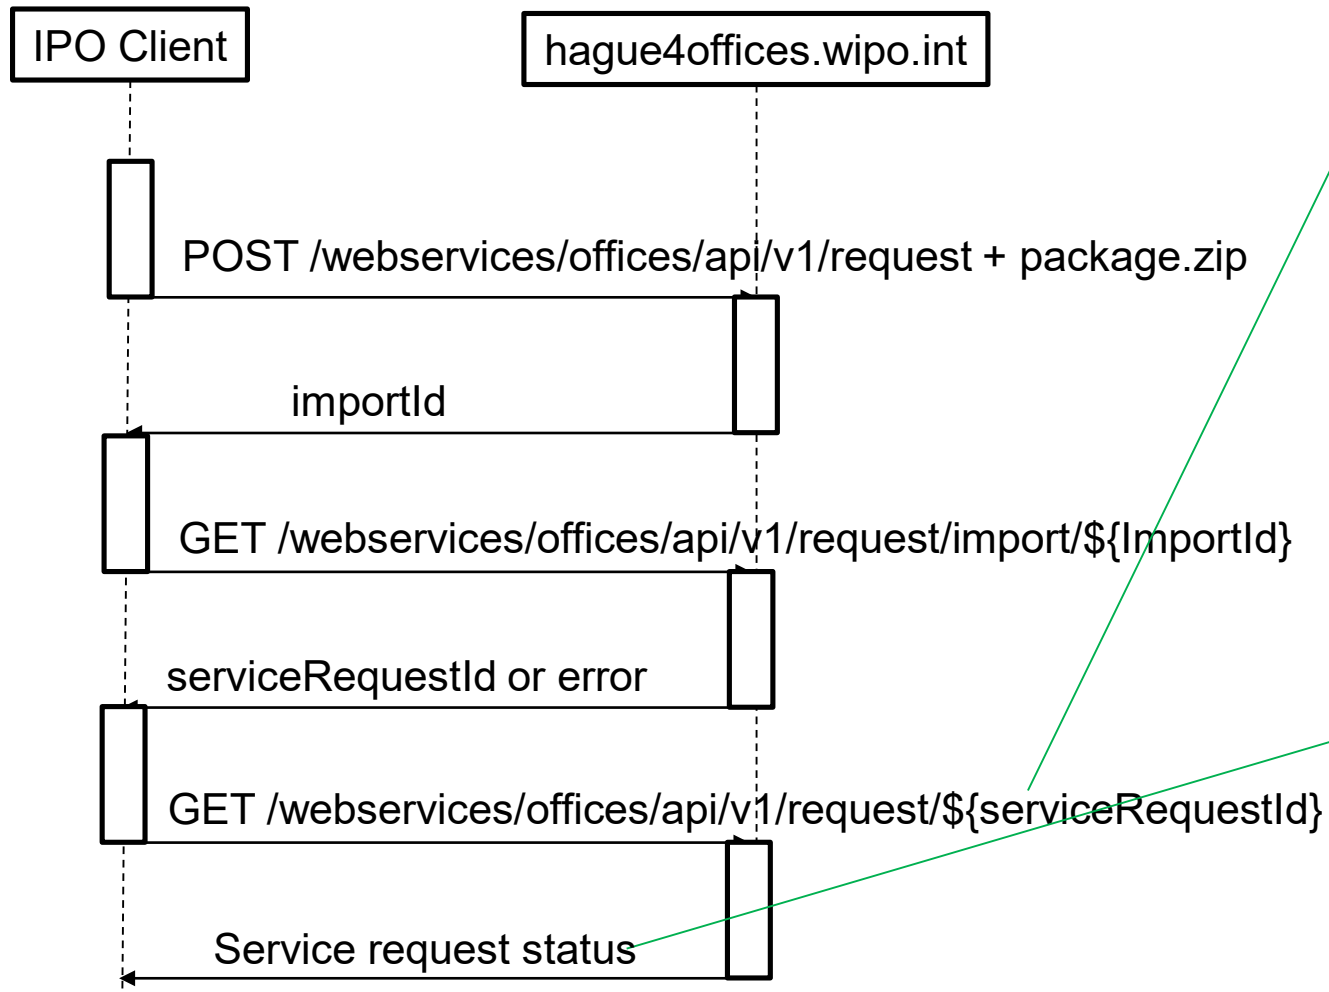 IPO Client
hague4offices.wipo.int
POST /webservices/offices/api/v1/request + package.zip
importId
GET /webservices/offices/api/v1/request/import/${ImportId}
serviceRequestId or error
GET /webservices/offices/api/v1/request/${serviceRequestId}
Service request status